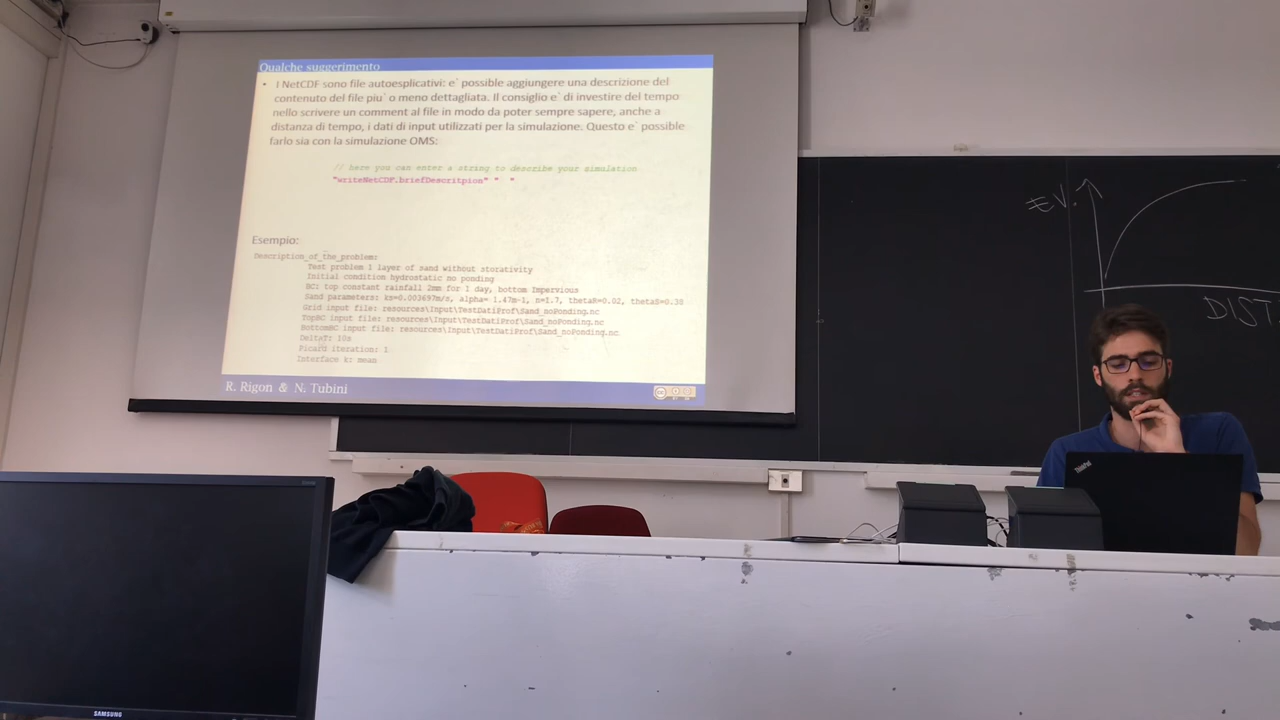 Qualche suggerimento
• I NetCDF sono file autoesplicativi: e` possibile aggiungere una descrizione del
contenuto del file piu` o meno dettagliata. Il consiglio e` di investire del tempo
nello scrivere un comment al file in modo da poter sempre sapere, anche a
distanza di tempo, i dati di input utilizzati per la simulazione. Questo e` possibile
farlo sia con la simulazione OMS:
// here you can enter a string to describe your simulation
"writeNetCDF.briefDescritpion" " "
Esempio:
Description_of_the_problem:
Test problem 1 layer of sand without storativity
Initial condition hydrostatic no ponding
BC: top constant rainfall 2mm for 1 day, bottom Impervious
Sand parameters: ks=0.003697m/s, alpha= 1.47m-1, n=1.7, thetaR=0.02, thetaS=0.38
Grid input file: resources\Input\TestDatiProf\Sand_noPonding.nc
TopBC input file: resources\Input\TestDatiProf\Sand_noPonding.nc
BottomBC input file: resources\Input\TestDatiProf\Sand_noPonding.nc
DeltaT: 10s
Picard iteration: 1
Interface k: mean
R. Rigon & N. Tubini
EV.
DIST
ThinkPad
SAMSUNG